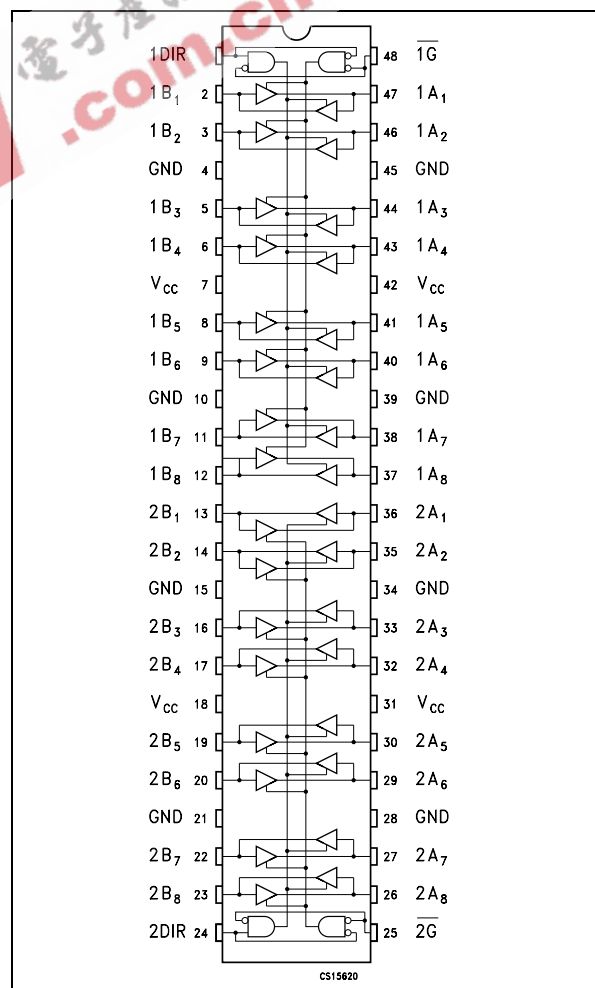 電子產
.com.cn
1DIR 48 1G
1B1 2 47 1A1
1B2 3 46 1A2
GND 4 45 GND
1B3 5 44 1A3
1B4 6 43 1A4
VCC 7 42 VCC
1B5 8 41 1A5
1B6 9 40 1A6
GND 10 39 GND
1B7 11 38 1A7
1B8 12 37 1A8
2B1 13 36 2A1
2B2 14 35 2A2
GND 15 34 GND
2B3 16 33 2A3
2B4 17 32 2A4
VCC 18 31 VCC
2B5 19 30 2A5
2B6 20 29 2A6
GND 21 28 GND
2B7 22 27 2A7
2B8 23 26 2A8
2DIR 24 25 2G
CS15620